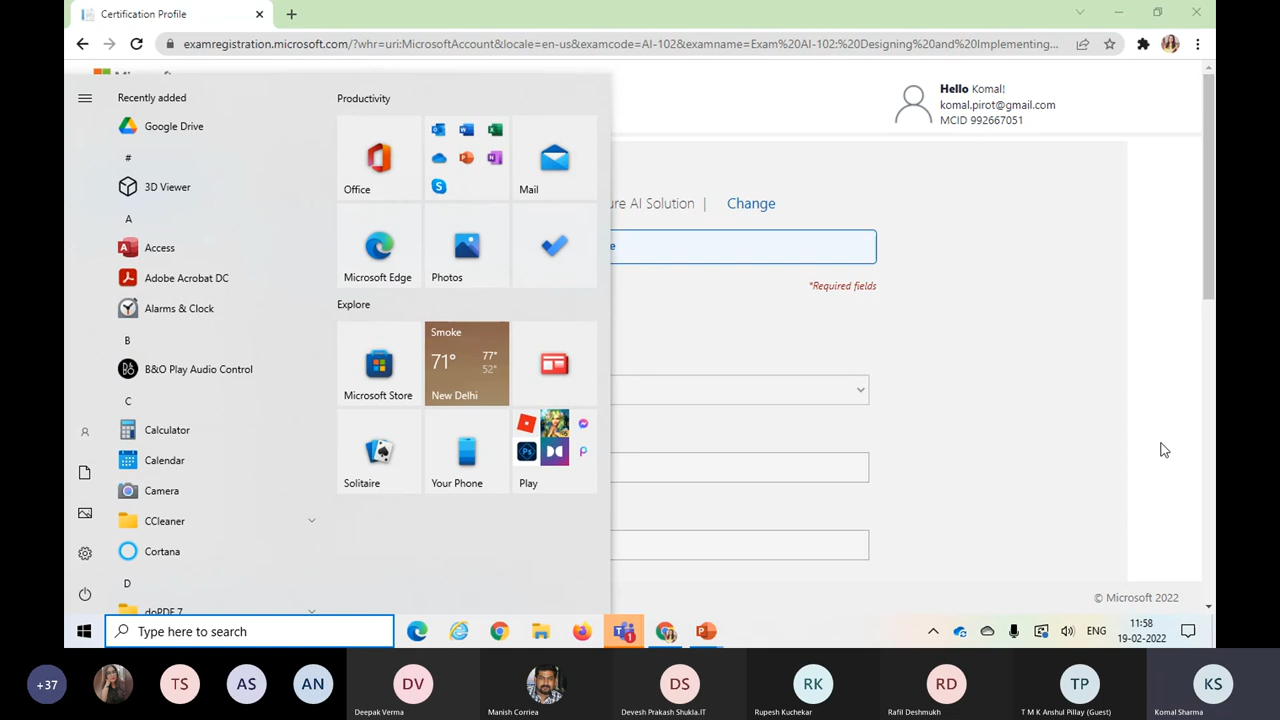 Certification Profile
examregistration.microsoft.com/?whr=uri:MicrosoftAccount&locale=en-us&examcode=AI-102&examname=Exam%20AI-102:%20Designing%20and%20Implementing...
Hello Komal!
komal.pirot@gmail.com
MCID 992667051
Recently added
Google Drive
#
3D Viewer
A
Access
Adobe Acrobat DC
Alarms & Clock
B
B&O Play Audio Control
C
Calculator
Calendar
Camera
CCleaner
Cortana
D
doPDF 7
Productivity
Office
Mail
Microsoft Edge
Photos
Explore
Microsoft Store
Smoke
71° 77°
52°
New Delhi
Solitaire
Your Phone
Play
ure AI Solution | Change
e
*Required fields
© Microsoft 2022
Type here to search
1
ENG
11:58
19-02-2022
+37
TS
AS
AN
DV
Deepak Verma
Manish Corriea
DS
Devesh Prakash Shukla.IT
RK
Rupesh Kuchekar
RD
Rafil Deshmukh
TP
T M K Anshul Pillay (Guest)
KS
Komal Sharma